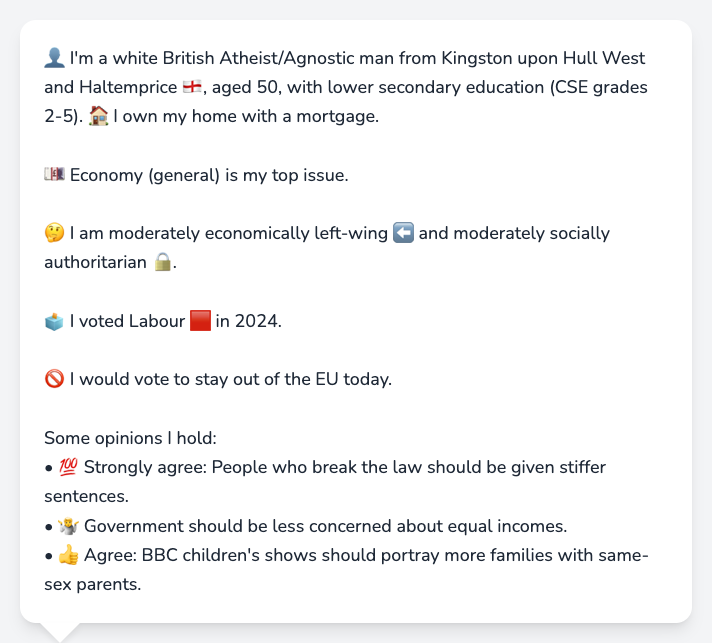 👤 I'm a white British Atheist/Agnostic man from Kingston upon Hull West
and Haltemprice 🏴󠁧󠁢󠁥󠁮󠁧󠁿, aged 50, with lower secondary education (CSE grades
2-5). 🏠 I own my home with a mortgage.
💷 Economy (general) is my top issue.
🤔 I am moderately economically left-wing ⬅️ and moderately socially
authoritarian 🔒.
🗳️ I voted Labour 🟥 in 2024.
🚫 I would vote to stay out of the EU today.
Some opinions I hold:
• 💯 Strongly agree: People who break the law should be given stiffer
sentences.
• 🤷 Government should be less concerned about equal incomes.
• 👍 Agree: BBC children's shows should portray more families with same-
sex parents.